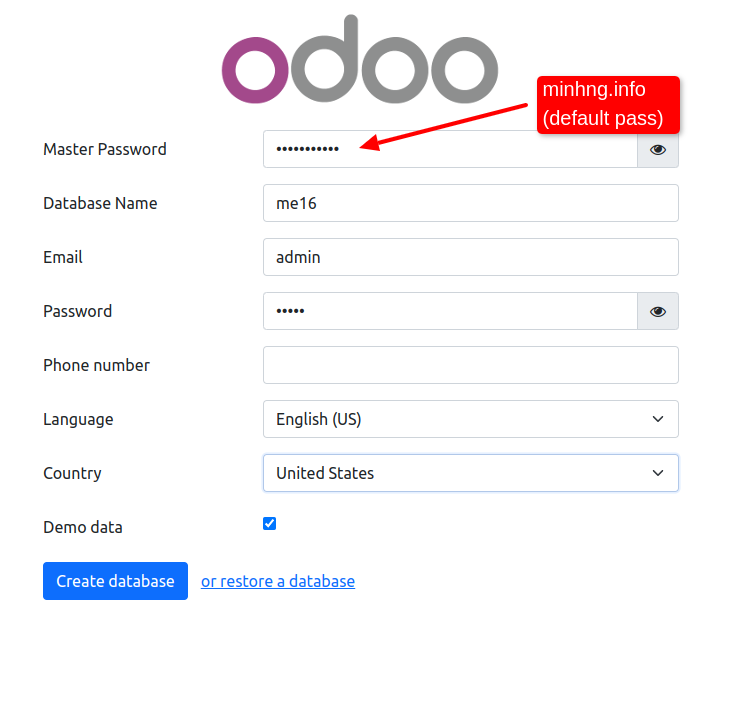 odoo
minhng.info
(default pass)
Master Password •••••••••••
Database Name me16
Email admin
Password •••••
Phone number
Language English (US)
Country United States
Demo data
Create database or restore a database